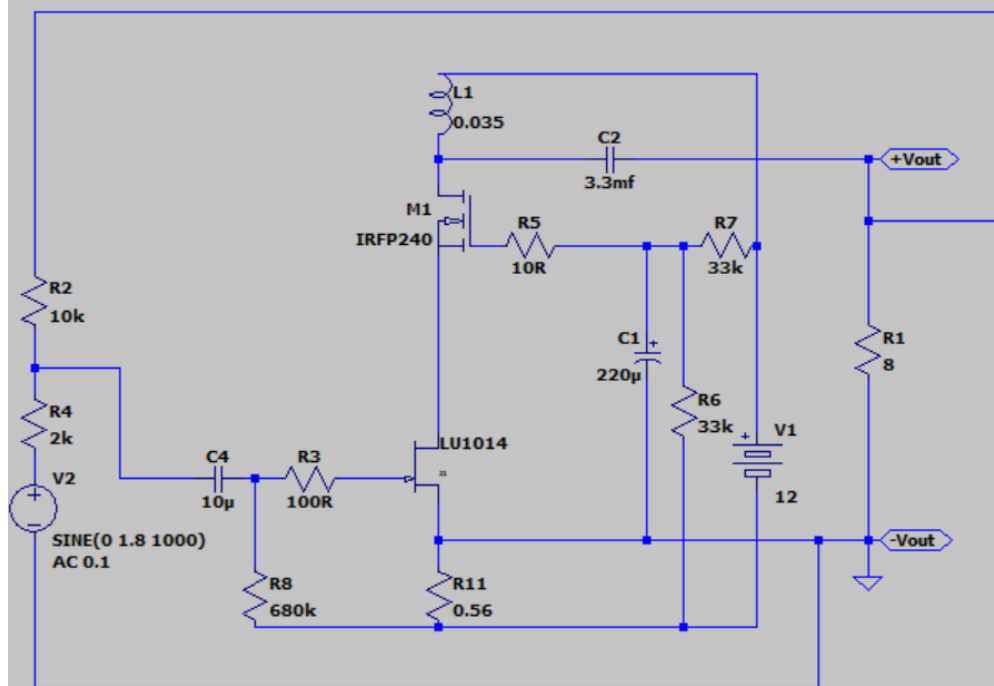 L1
0.035
C2
3.3mf
+Vout
M1
IRFP240
R5
10R
R7
33k
R2
10k
C1
+
220µ
R1
8
R4
2k
R6
33k
V1
+
12
LU1014
C4
10µ
R3
100R
V2
+
−
SINE(0 1.8 1000)
AC 0.1
-Vout
R8
680k
R11
0.56